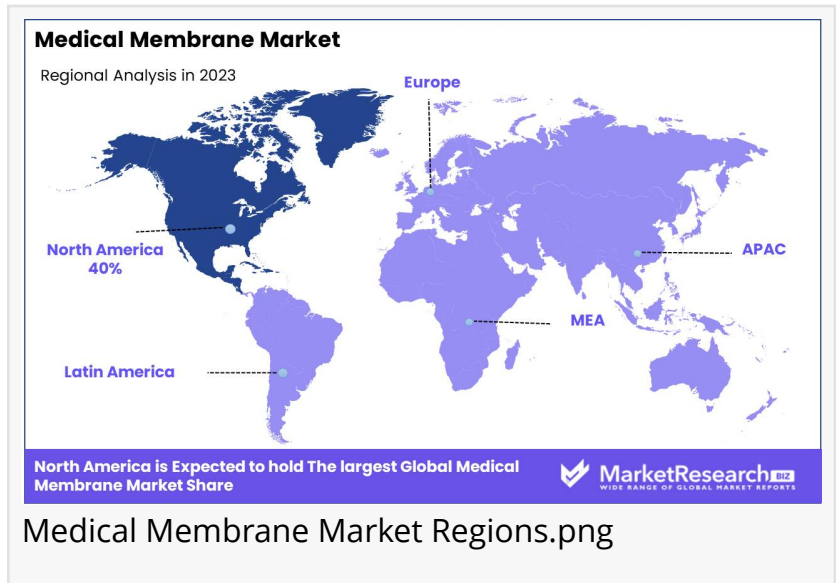 Medical Membrane Market
Regional Analysis in 2023
Europe
North America
40%
APAC
MEA
Latin America
North America is Expected to hold The largest Global Medical
Membrane Market Share
MarketResearch BIZ
WIDE RANGE OF GLOBAL MARKET REPORTS
Medical Membrane Market Regions.png